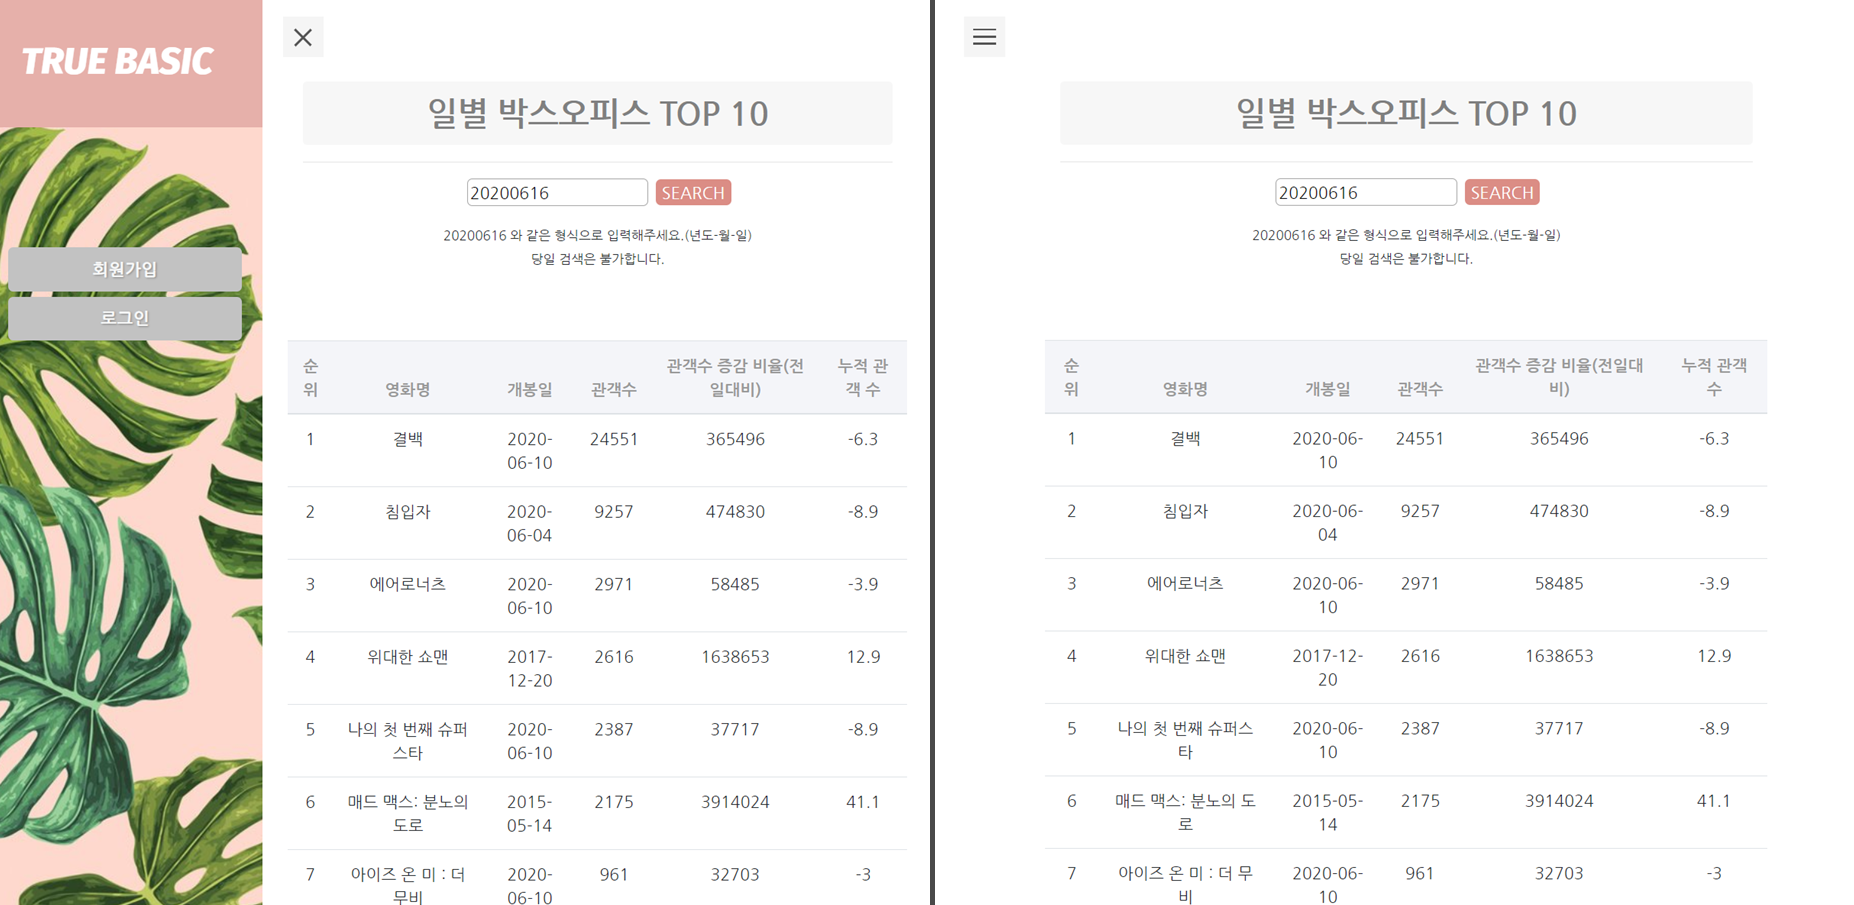 TRUE BASIC
회원가입
로그인
일별 박스오피스 TOP 10
20200616 SEARCH
20200616 와 같은 형식으로 입력해주세요.(년도-월-일)
당일 검색은 불가합니다.
순 관객수 증감 비율(전 누적 관
위 영화명 개봉일 관객수 일대비) 객 수
1 결백 2020- 24551 365496 -6.3
06-10
2 침입자 2020- 9257 474830 -8.9
06-04
3 에어로너츠 2020- 2971 58485 -3.9
06-10
4 위대한 쇼맨 2017- 2616 1638653 12.9
12-20
5 나의 첫 번째 슈퍼 2020- 2387 37717 -8.9
스타 06-10
6 매드 맥스: 분노의 2015- 2175 3914024 41.1
도로 05-14
7 아이즈 온 미 : 더 2020- 961 32703 -3
무비 06-10
일별 박스오피스 TOP 10
20200616 SEARCH
20200616 와 같은 형식으로 입력해주세요.(년도-월-일)
당일 검색은 불가합니다.
순 관객수 증감 비율(전일대 누적 관객
위 영화명 개봉일 관객수 비) 수
1 결백 2020-06- 24551 365496 -6.3
10
2 침입자 2020-06- 9257 474830 -8.9
04
3 에어로너츠 2020-06- 2971 58485 -3.9
10
4 위대한 쇼맨 2017-12- 2616 1638653 12.9
20
5 나의 첫 번째 슈퍼스 2020-06- 2387 37717 -8.9
타 10
6 매드 맥스: 분노의 도 2015-05- 2175 3914024 41.1
로 14
7 아이즈 온 미 : 더 무 2020-06- 961 32703 -3
비 10